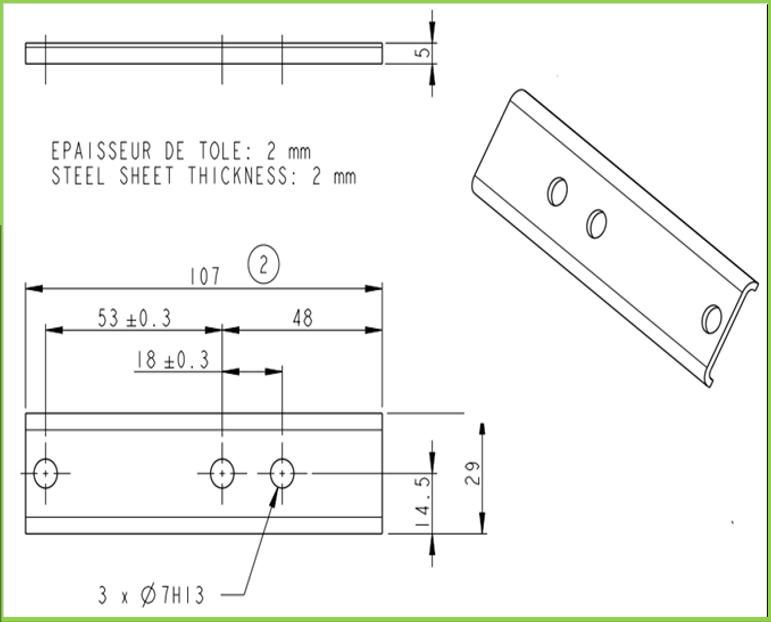 5
EPAISSEUR DE TOLE: 2 mm
STEEL SHEET THICKNESS: 2 mm
107 2
53 ±0.3 48
18 ±0.3
29
14.5
3 x Ø7H13